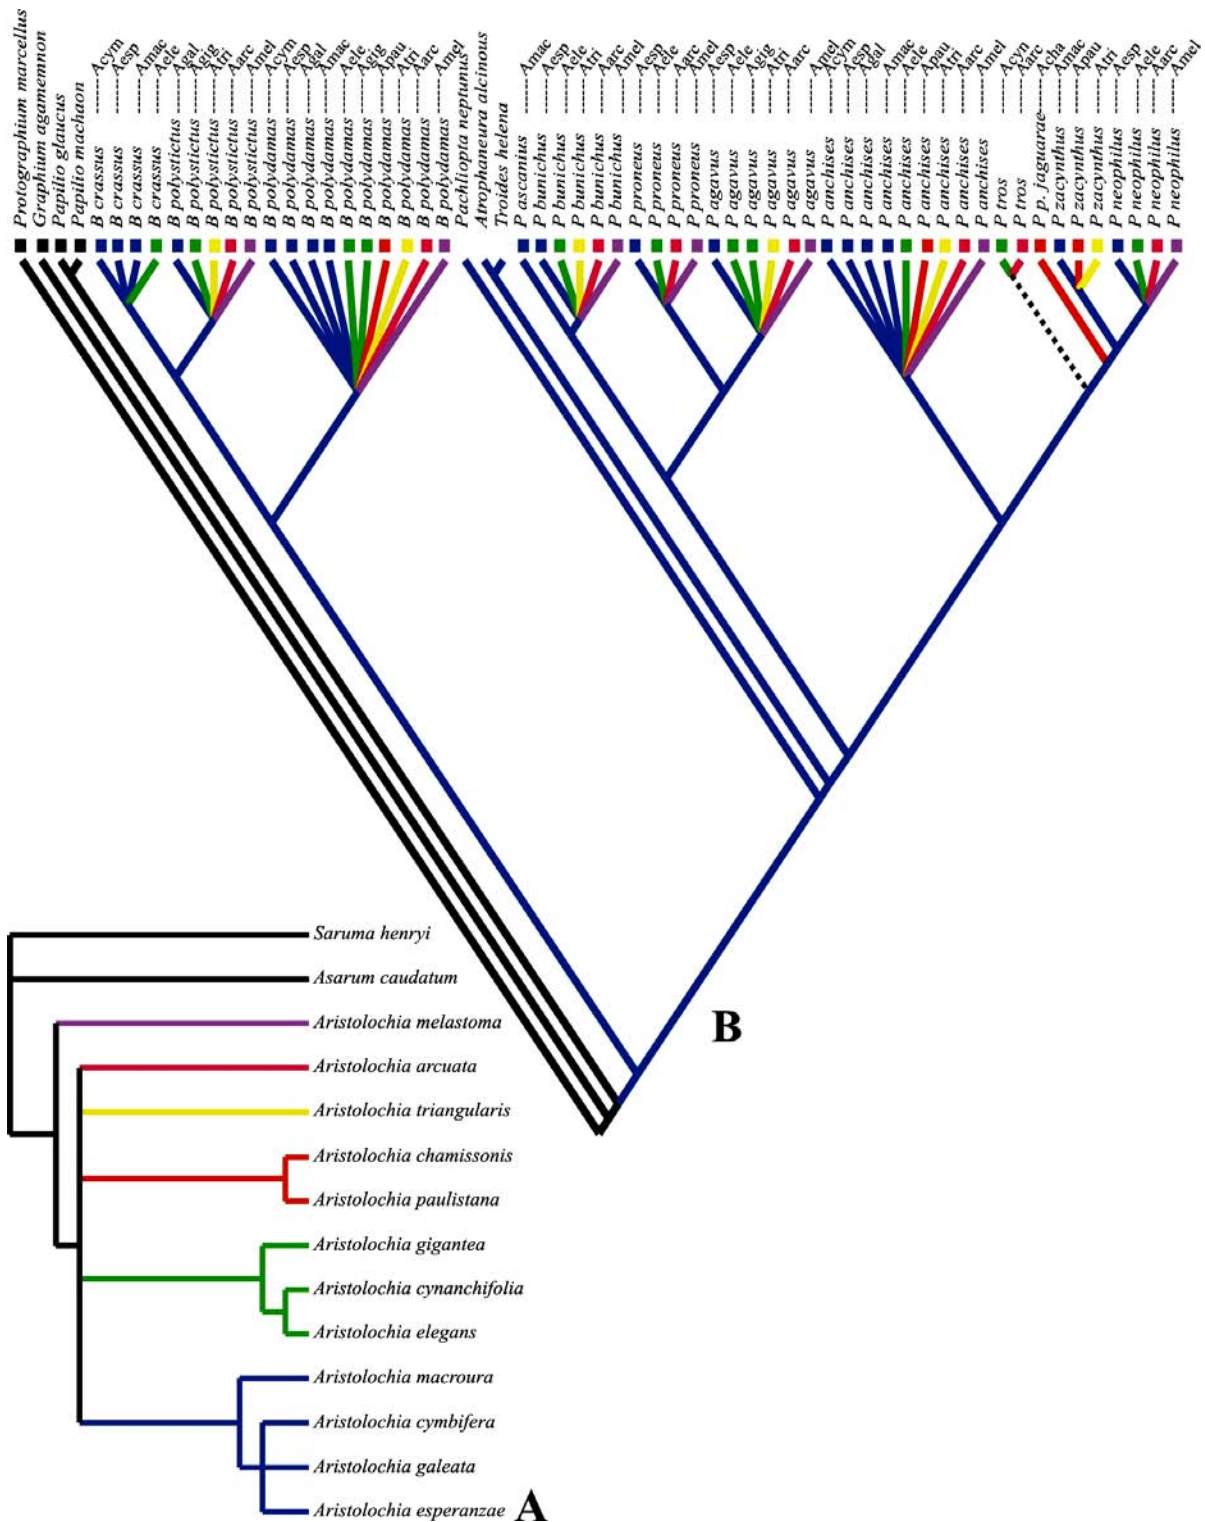 Protographium marcellus
Graphium agamemnon
Papilio glaucus
Papilio machaon
B crassus -------Acym
B crassus -------Aesp
B crassus -------Amac
B crassus -------Aele
B polystictus -------Agal
B polystictus -------Agig
B polystictus -------Atri
B polystictus -------Aarc
B polystictus -------Amel
B polydamas -------Acym
B polydamas -------Aesp
B polydamas -------Agal
B polydamas -------Amac
B polydamas -------Aele
B polydamas -------Agig
B polydamas -------Apau
B polydamas -------Atri
B polydamas -------Aarc
B polydamas -------Amel
Pachliopta neptunus
Atrophaneura alcinous
Troides helena
P ascanius -------Amac
P bunichus -------Aesp
P bunichus -------Aele
P bunichus -------Atri
P bunichus -------Aarc
P bunichus -------Amel
P proneus -------Aesp
P proneus -------Aele
P proneus -------Aarc
P proneus -------Amel
P agavus -------Aesp
P agavus -------Aele
P agavus -------Agig
P agavus -------Atri
P agavus -------Aarc
P agavus -------Amel
P anchises -------Acym
P anchises -------Aesp
P anchises -------Agal
P anchises -------Amac
P anchises -------Aele
P anchises -------Apau
P anchises -------Atri
P anchises -------Aarc
P anchises -------Amel
P tros -------Acyn
P tros -------Aarc
P p. jaguarae-------Acha
P zacynthus -------Amac
P zacynthus -------Apau
P zacynthus -------Atri
P neophilus -------Aesp
P neophilus -------Aele
P neophilus -------Aarc
P neophilus -------Amel
Saruma henryi
Asarum caudatum
Aristolochia melastoma
Aristolochia arcuata
Aristolochia triangularis
Aristolochia chamissonis
Aristolochia paulistana
Aristolochia gigantea
Aristolochia cynanchifolia
Aristolochia elegans
Aristolochia macroura
Aristolochia cymbifera
Aristolochia galeata
Aristolochia esperanzae
A
B